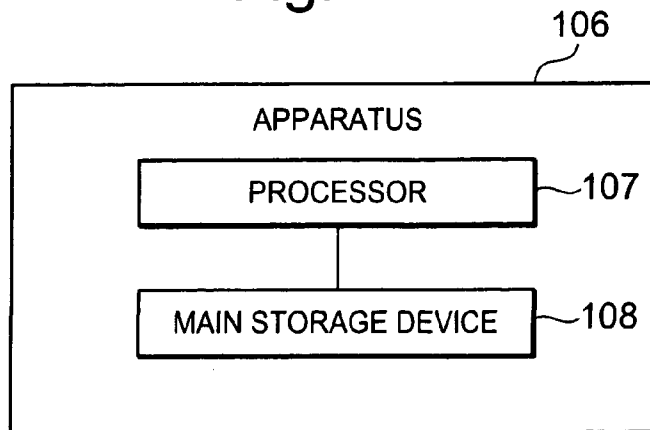 106
APPARATUS
PROCESSOR
107
MAIN STORAGE DEVICE
108